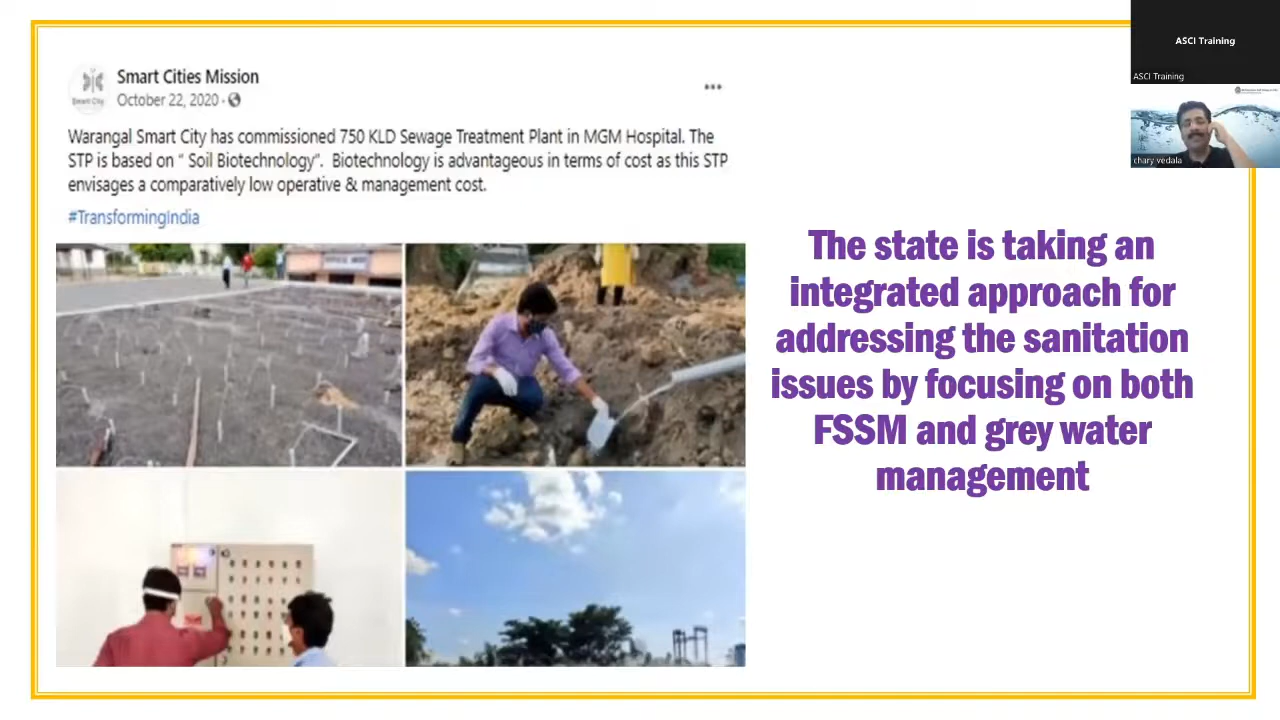 Smart Cities Mission
October 22, 2020 ·
Smart City
Warangal Smart City has commissioned 750 KLD Sewage Treatment Plant in MGM Hospital. The
STP is based on " Soil Biotechnology". Biotechnology is advantageous in terms of cost as this STP
envisages a comparatively low operative & management cost.
#TransformingIndia
The state is taking an
integrated approach for
addressing the sanitation
issues by focusing on both
FSSM and grey water
management
ASCI Training
ASCI Training
chary vedala